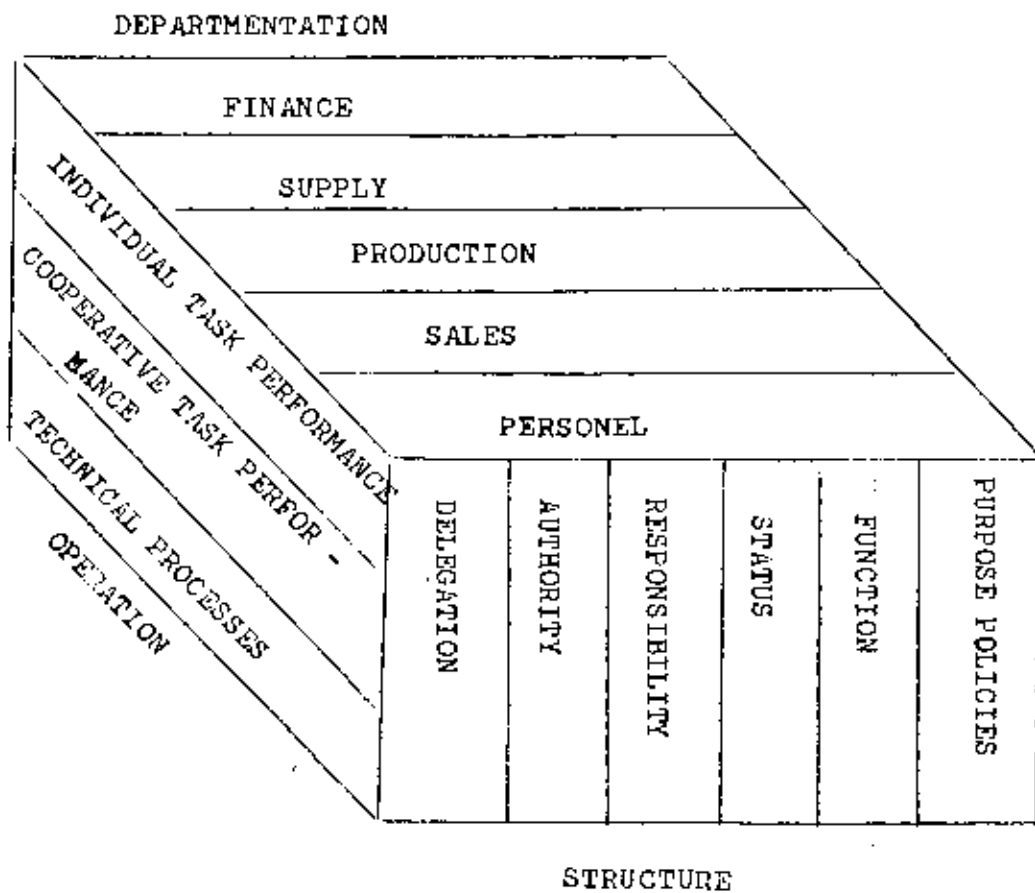 DEPARTMENTATION
FINANCE
SUPPLY
PRODUCTION
SALES
PERSONEL
INDIVIDUAL TASK PERFORMANCE
COOPERATIVE TASK PERFOR -
MANCE
TECHNICAL PROCESSES
OPERATION
DELEGATION
AUTHORITY
RESPONSIBILITY
STATUS
FUNCTION
PURPOSE POLICIES
STRUCTURE